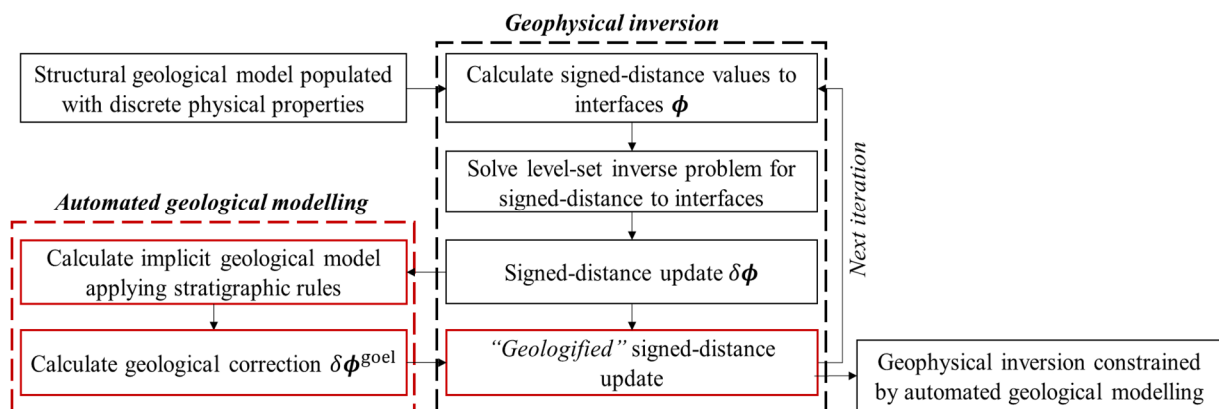 Geophysical inversion
Structural geological model populated
with discrete physical properties
Calculate signed-distance values to
interfaces ϕ
Solve level-set inverse problem for
signed-distance to interfaces
Next iteration
Automated geological modelling
Calculate implicit geological model
applying stratigraphic rules
Signed-distance update δϕ
Calculate geological correction δϕ^goel
“Geologified” signed-distance
update
Geophysical inversion constrained
by automated geological modelling